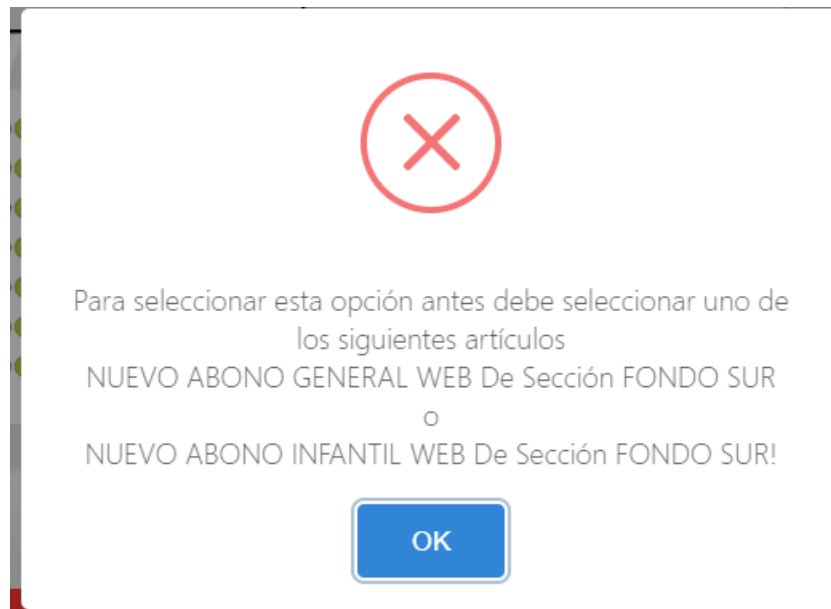 Para seleccionar esta opción antes debe seleccionar uno de
los siguientes artículos
NUEVO ABONO GENERAL WEB De Sección FONDO SUR
o
NUEVO ABONO INFANTIL WEB De Sección FONDO SUR!
OK